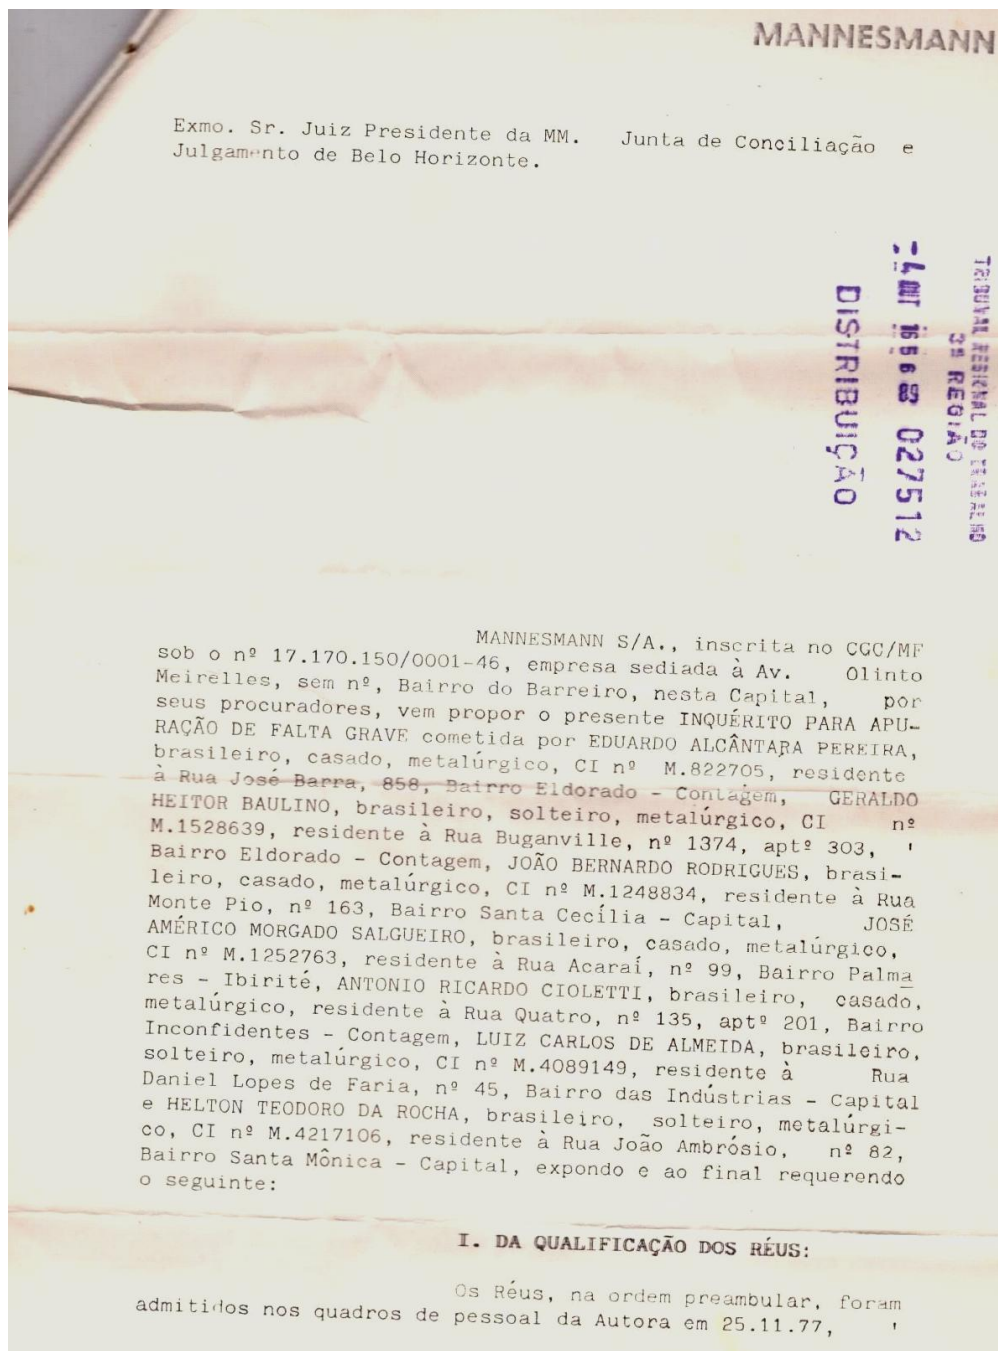 MANNESMANN
Exmo. Sr. Juiz Presidente da MM. Junta de Conciliação e
Julgamento de Belo Horizonte.
TRIBUNAL REGIONAL DO TRABALHO
3ª REGIÃO
027512
DISTRIBUIÇÃO
MANNESMANN S/A., inscrita no CGC/MF
sob o nº 17.170.150/0001-46, empresa sediada à Av. Olinto
Meirelles, sem nº, Bairro do Barreiro, nesta Capital, por
seus procuradores, vem propor o presente INQUÉRITO PARA APU-
RAÇÃO DE FALTA GRAVE cometida por EDUARDO ALCÂNTARA PEREIRA,
brasileiro, casado, metalúrgico, CI nº M.822705, residente
à Rua José Barra, 858, Bairro Eldorado - Contagem, GERALDO
HEITOR BAULINO, brasileiro, solteiro, metalúrgico, CI nº
M.1528639, residente à Rua Buganville, nº 1374, aptº 303, '
Bairro Eldorado - Contagem, JOÃO BERNARDO RODRIGUES, brasi-
leiro, casado, metalúrgico, CI nº M.1248834, residente à Rua
Monte Pio, nº 163, Bairro Santa Cecília - Capital, JOSÉ
AMÉRICO MORGADO SALGUEIRO, brasileiro, casado, metalúrgico,
CI nº M.1252763, residente à Rua Acaraí, nº 99, Bairro Palma
res - Ibirité, ANTONIO RICARDO CIOLETTI, brasileiro, casado,
metalúrgico, residente à Rua Quatro, nº 135, aptº 201, Bairro
Inconfidentes - Contagem, LUIZ CARLOS DE ALMEIDA, brasileiro,
solteiro, metalúrgico, CI nº M.4089149, residente à Rua
Daniel Lopes de Faria, nº 45, Bairro das Indústrias - Capital
e HELTON TEODORO DA ROCHA, brasileiro, solteiro, metalúrgi-
co, CI nº M.4217106, residente à Rua João Ambrósio, nº 82,
Bairro Santa Mônica - Capital, expondo e ao final requerendo
o seguinte:
I. DA QUALIFICAÇÃO DOS RÉUS:
Os Réus, na ordem preambular, foram
admitidos nos quadros de pessoal da Autora em 25.11.77, '